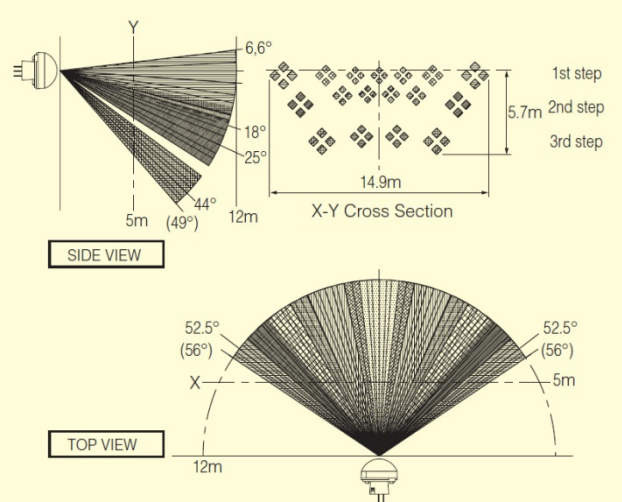 Y
6,6°
18°
25°
44°
(49°)
5m
12m
SIDE VIEW
1st step
2nd step
3rd step
5.7m
14.9m
X-Y Cross Section
52.5°
(56°)
52.5°
(56°)
X
5m
TOP VIEW
12m